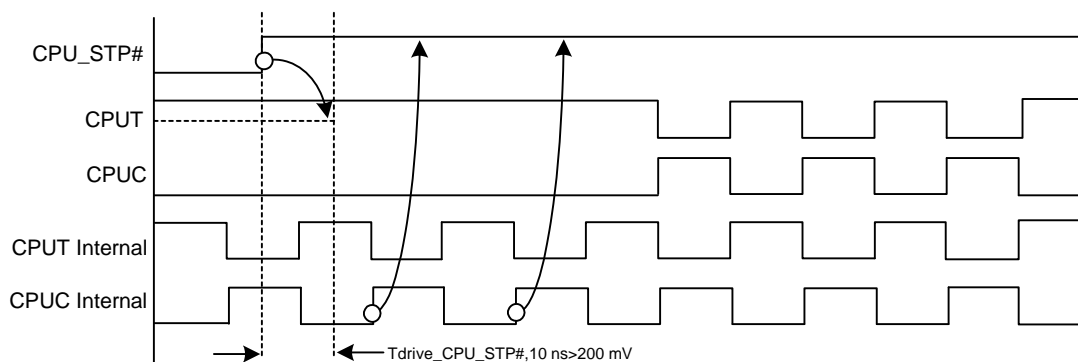 CPU_STP#
CPUT
CPUC
CPUT Internal
CPUC Internal
Tdrive_CPU_STP#,10 ns>200 mV